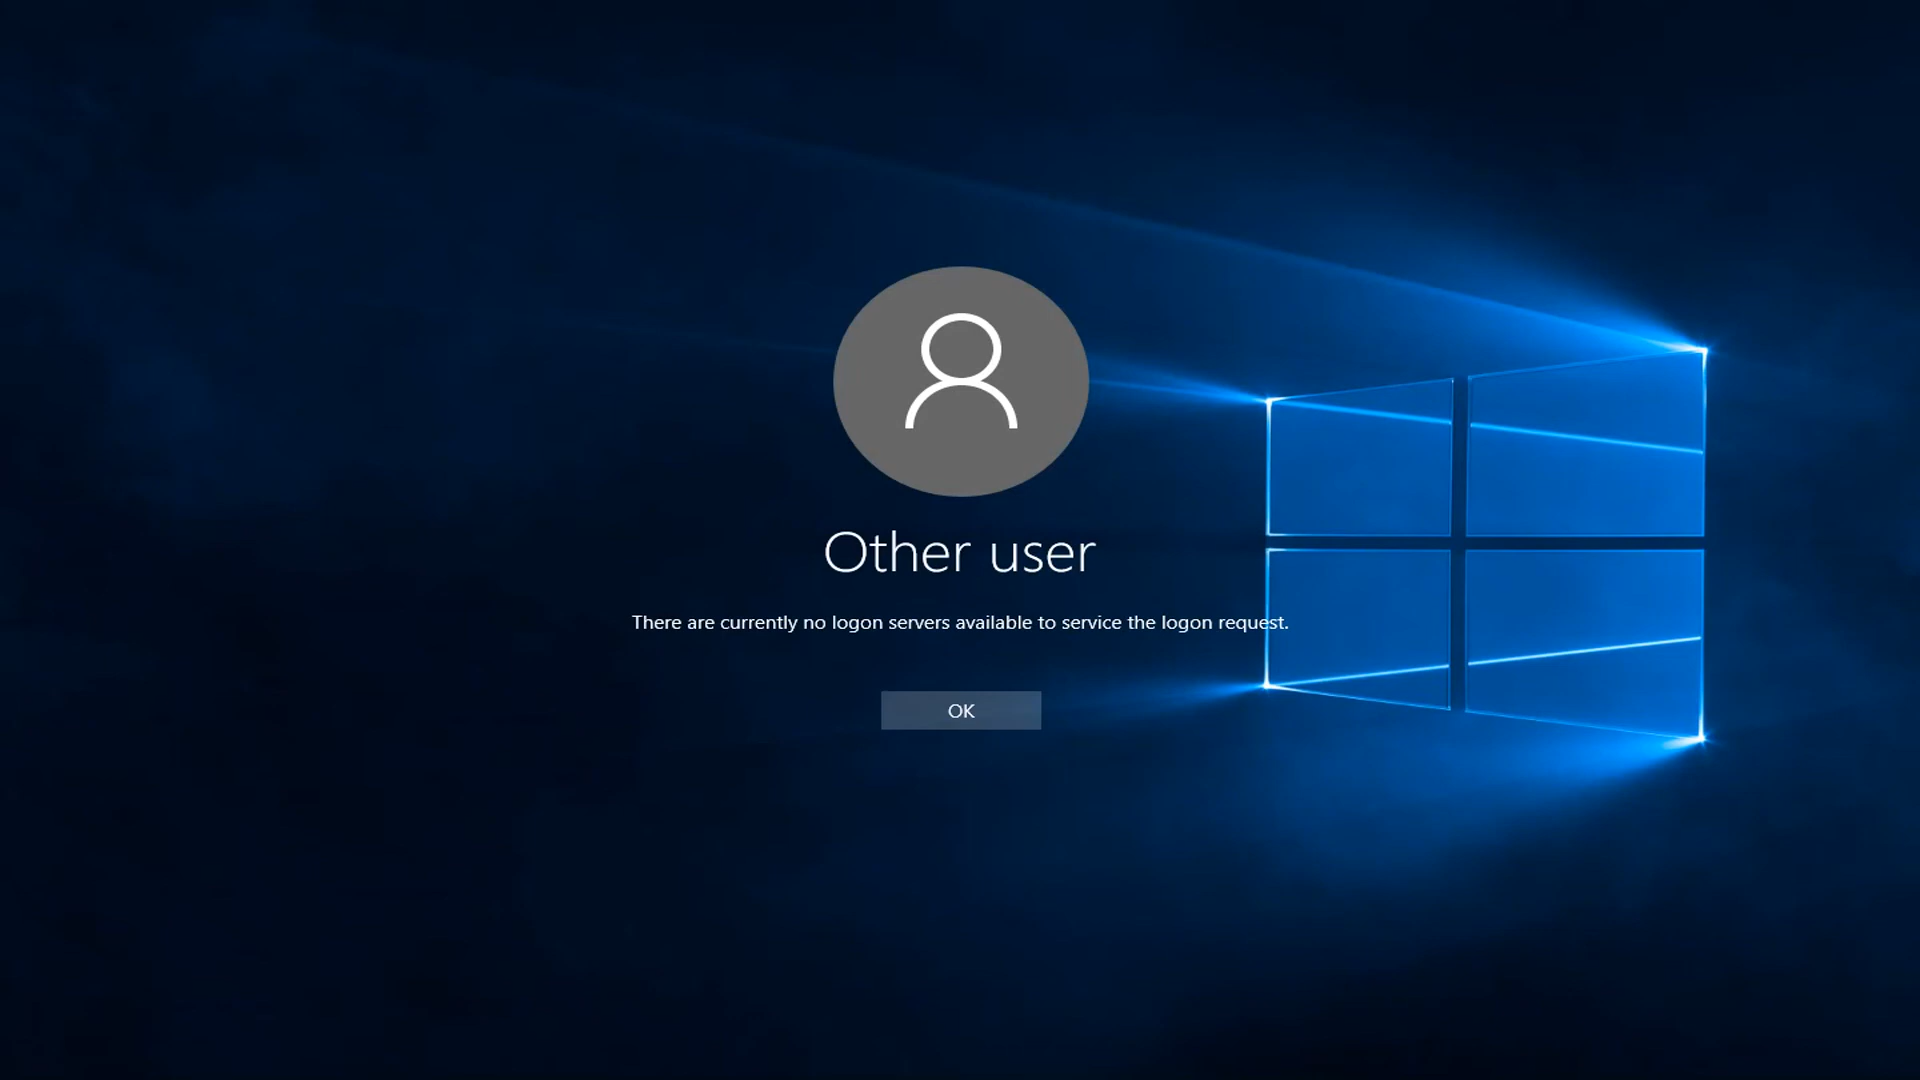 Other user
There are currently no logon servers available to service the logon request.
OK